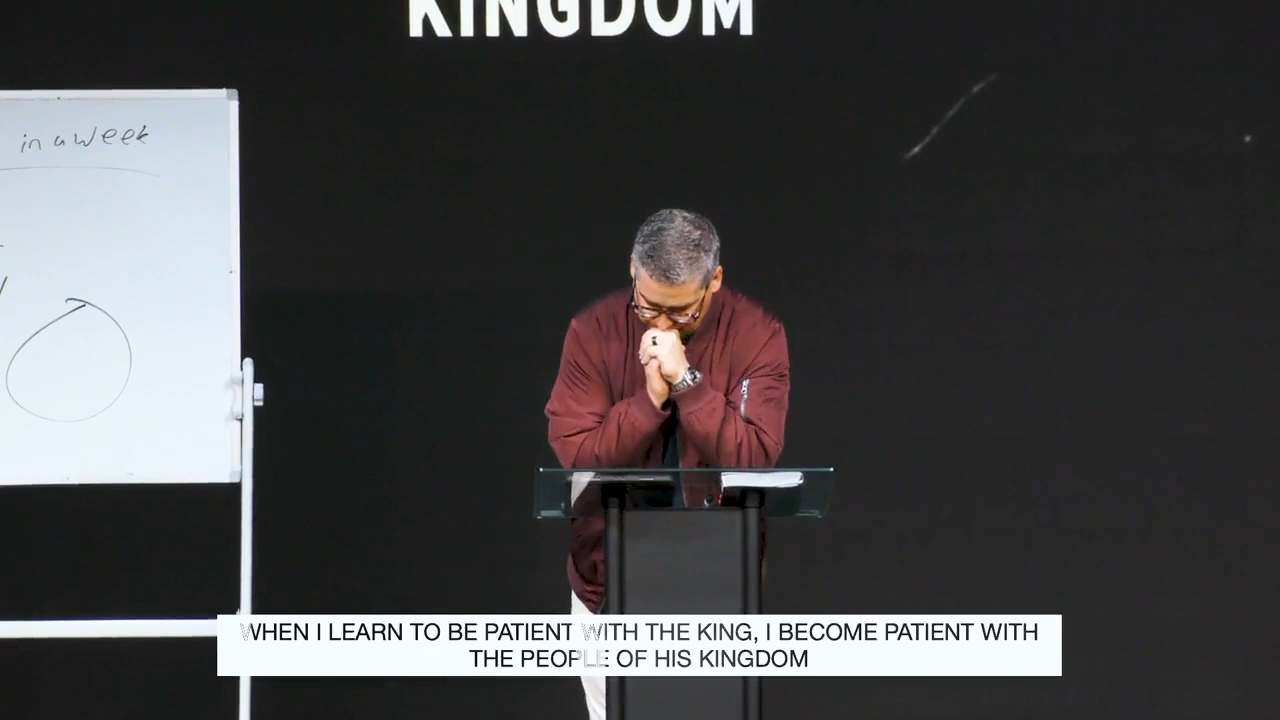 KINGDOM
in a week
WHEN I LEARN TO BE PATIENT WITH THE KING, I BECOME PATIENT WITH
THE PEOPLE OF HIS KINGDOM